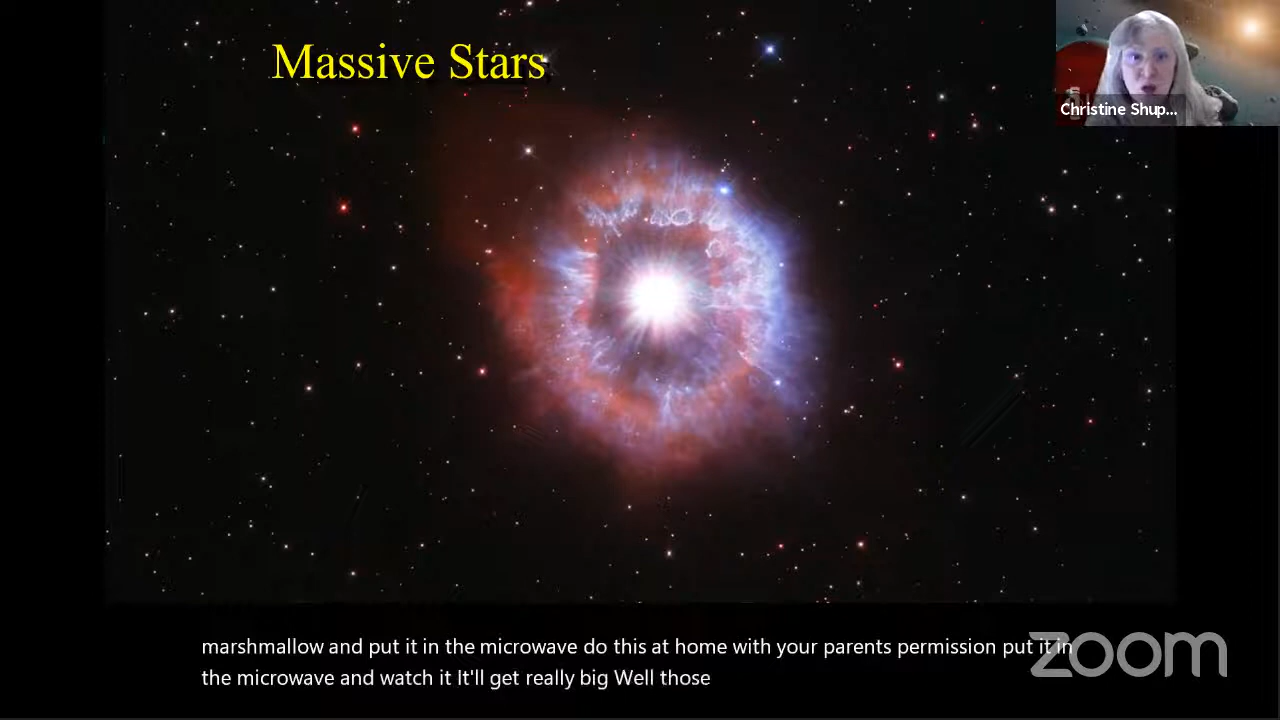 Massive Stars
Christine Shup...
marshmallow and put it in the microwave do this at home with your parents permission put it in
the microwave and watch it It'll get really big Well those
zoom